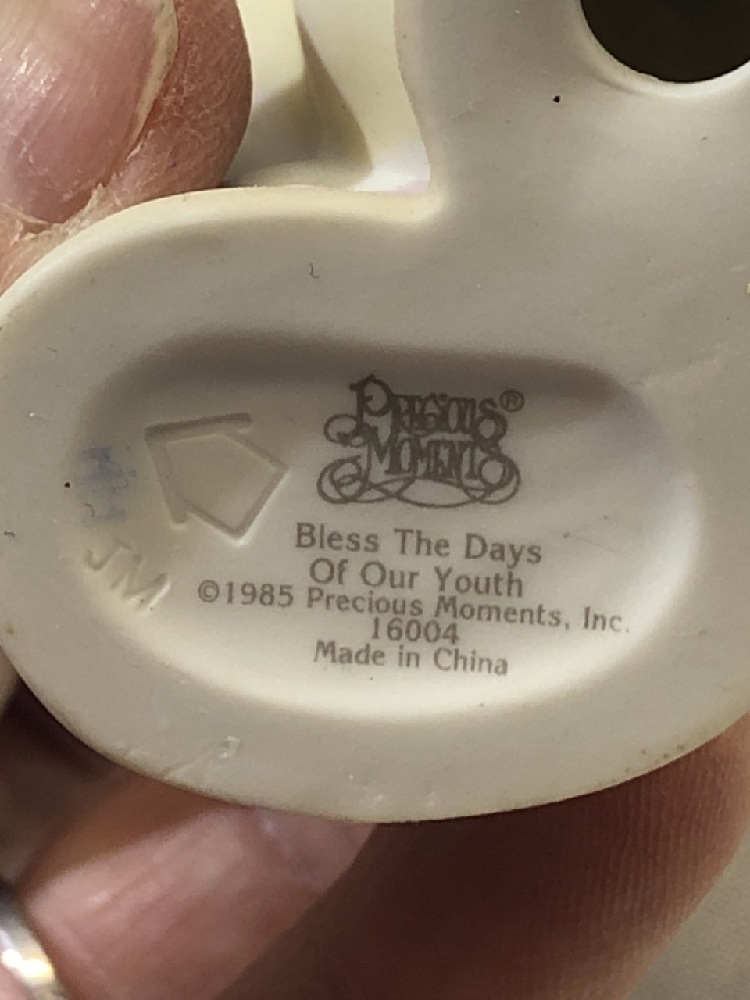 PRECIOUS®
MOMENTS
Bless The Days
Of Our Youth
©1985 Precious Moments, Inc.
16004
Made in China
JM